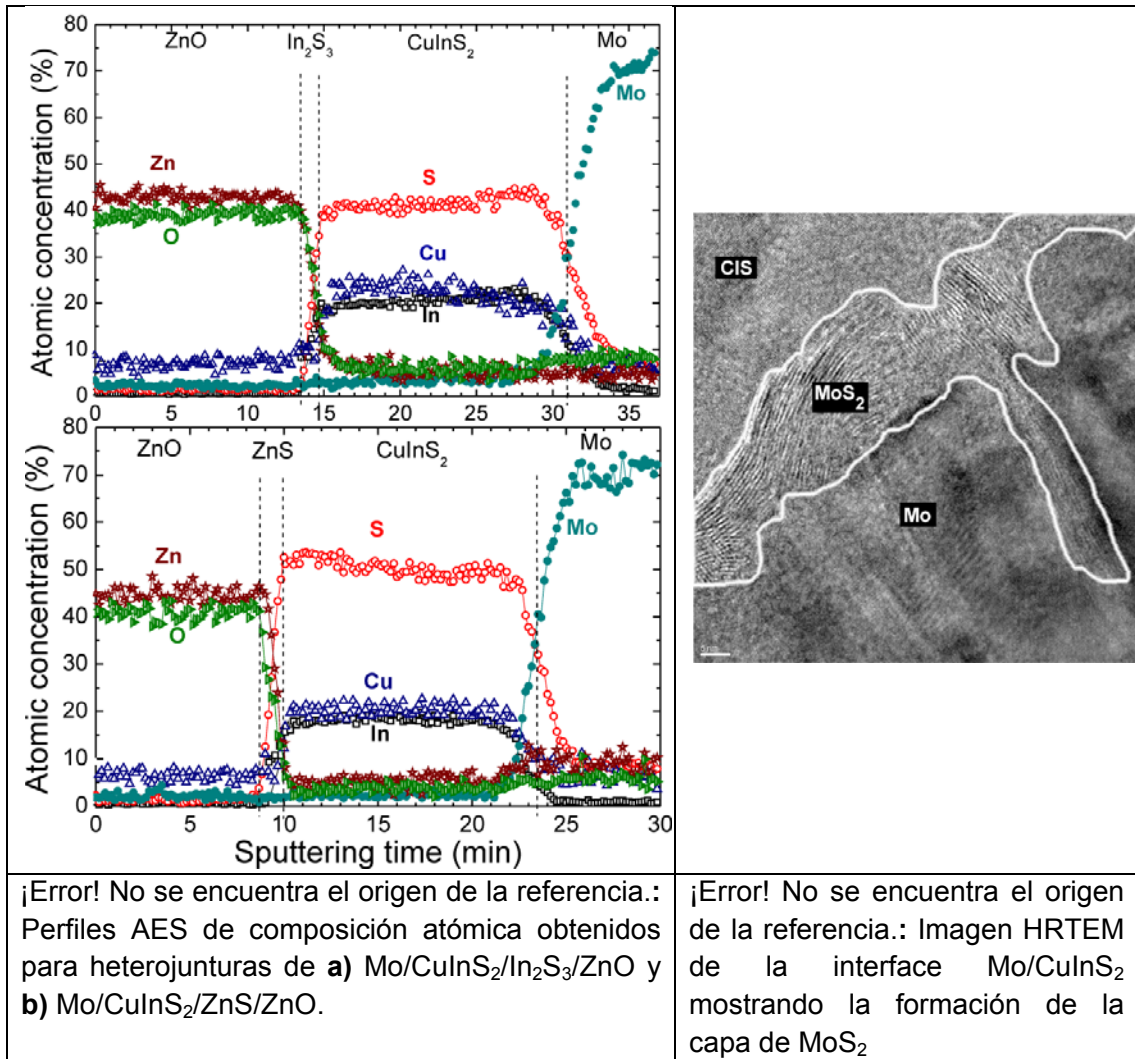 80
70
60
50
40
30
20
10
0
Atomic concentration (%)
ZnO In₂S₃ CuInS₂ Mo
Mo
Zn
S
O
Cu
In
0 5 10 15 20 25 30 35
80
70
60
50
40
30
20
10
0
Atomic concentration (%)
ZnO ZnS CuInS₂ Mo
Mo
S
Zn
O
Cu
In
0 5 10 15 20 25 30
Sputtering time (min)
CIS
MoS₂
Mo
¡Error! No se encuentra el origen de la referencia.:
Perfiles AES de composición atómica obtenidos
para heterojunturas de a) Mo/CuInS₂/In₂S₃/ZnO y
b) Mo/CuInS₂/ZnS/ZnO.
¡Error! No se encuentra el origen
de la referencia.: Imagen HRTEM
de la interface Mo/CuInS₂
mostrando la formación de la
capa de MoS₂